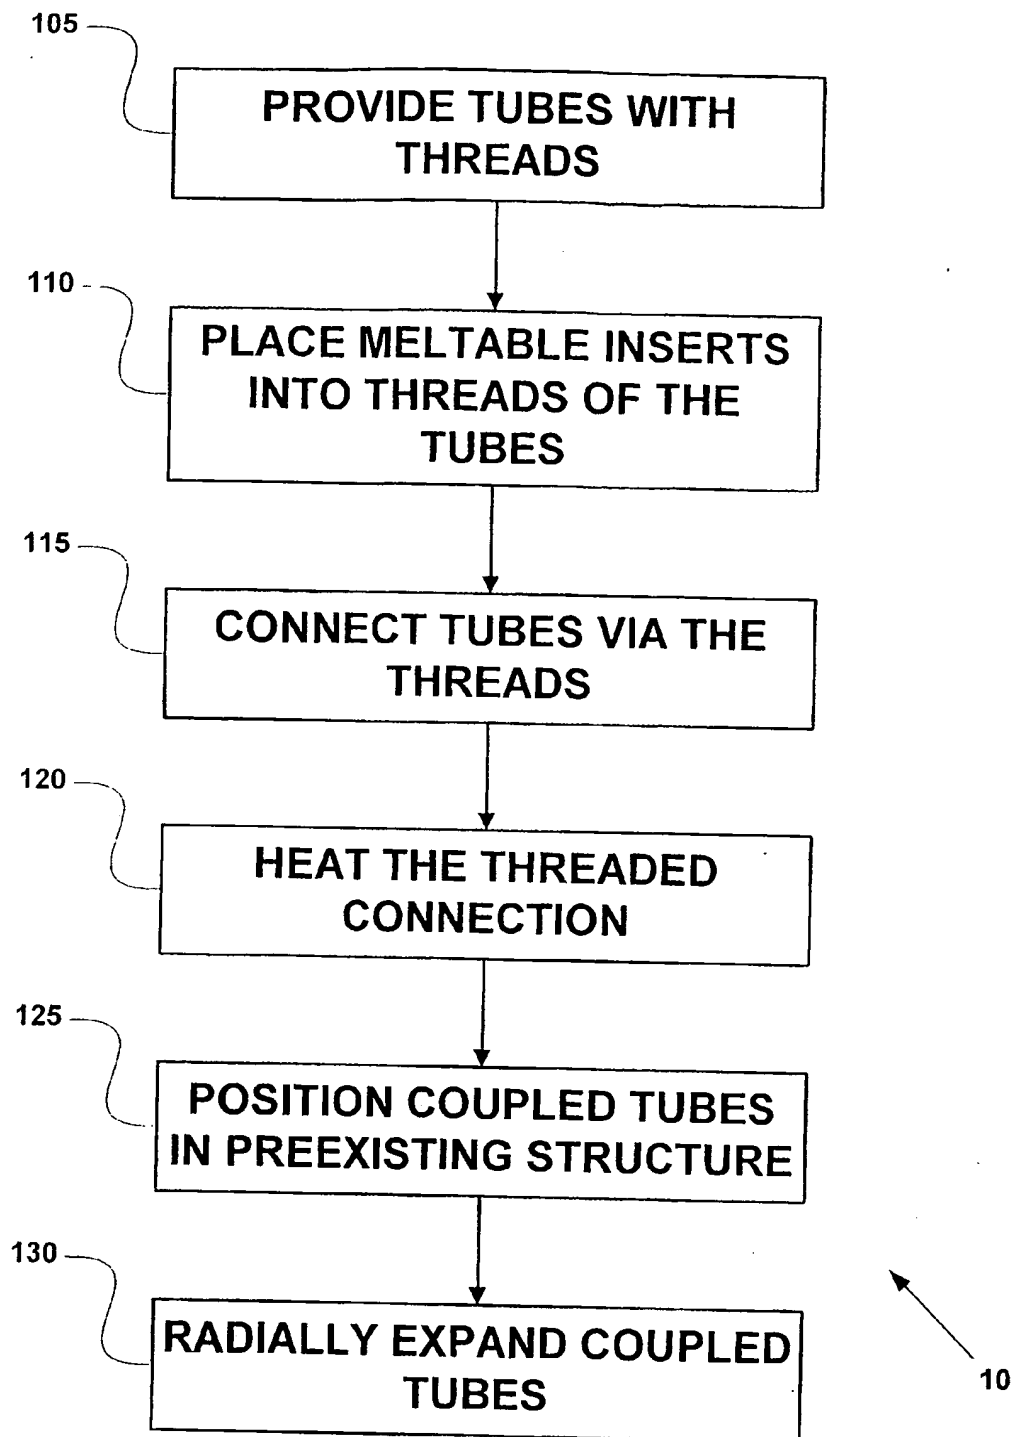 105
PROVIDE TUBES WITH
THREADS
110
PLACE MELTABLE INSERTS
INTO THREADS OF THE
TUBES
115
CONNECT TUBES VIA THE
THREADS
120
HEAT THE THREADED
CONNECTION
125
POSITION COUPLED TUBES
IN PREEXISTING STRUCTURE
130
RADIALLY EXPAND COUPLED
TUBES
10